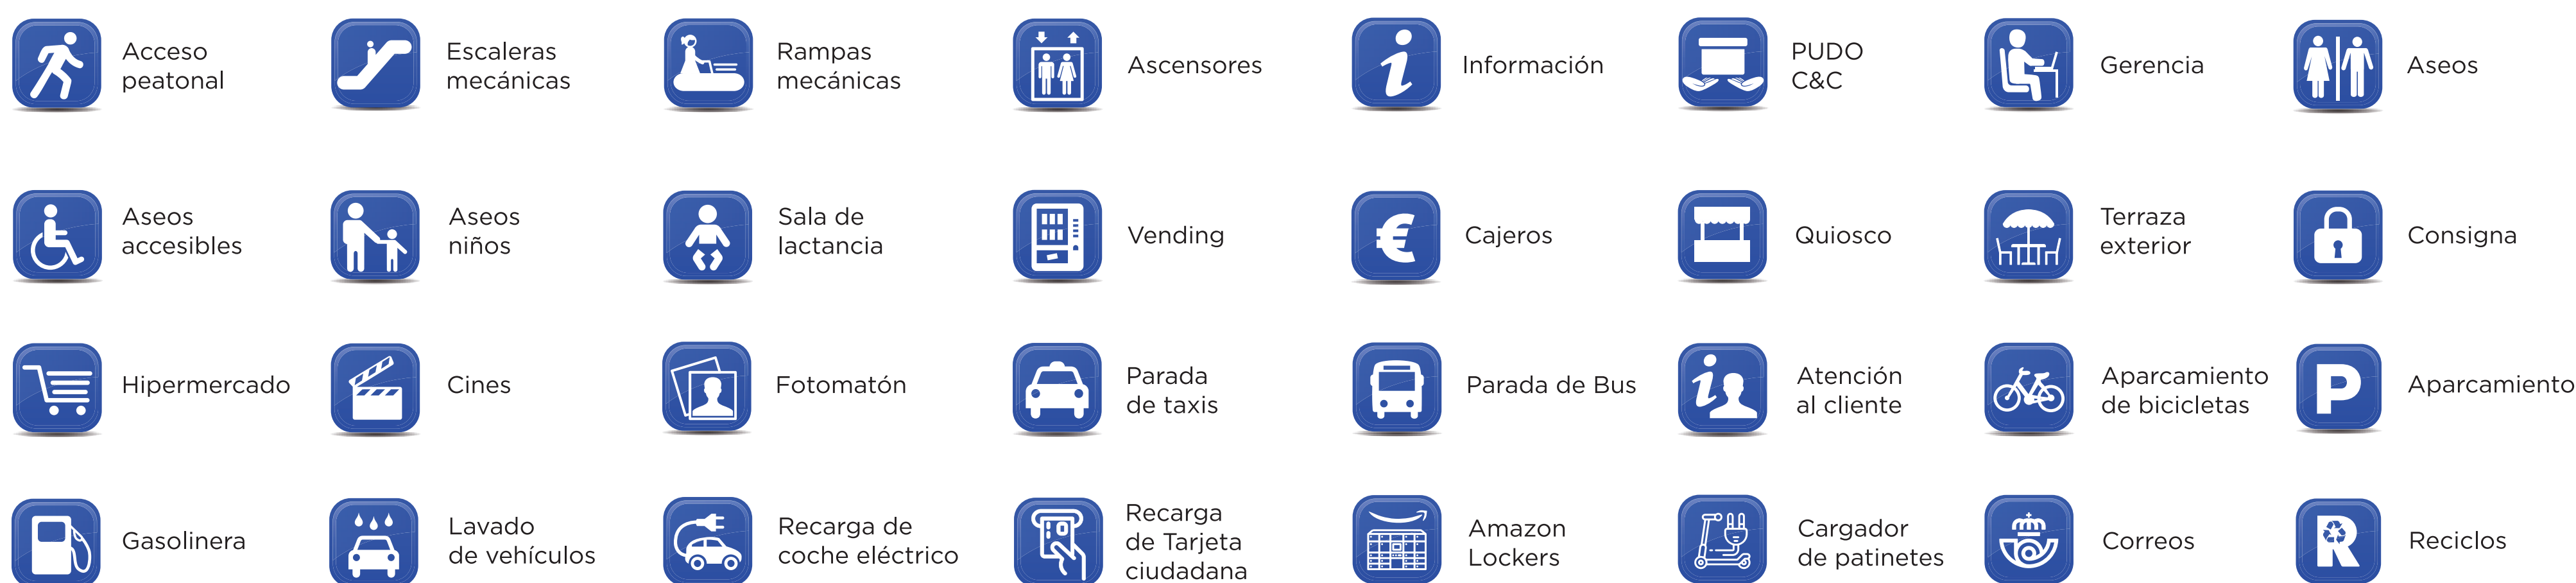 Acceso
peatonal
Escaleras
mecánicas
Rampas
mecánicas
Ascensores
Información
PUDO
C&C
Gerencia
Aseos
Aseos
accesibles
Aseos
niños
Sala de
lactancia
Vending
Cajeros
Quiosco
Terraza
exterior
Consigna
Hipermercado
Cines
Fotomatón
Parada
de taxis
Parada de Bus
Atención
al cliente
Aparcamiento
de bicicletas
P
Aparcamiento
Gasolinera
Lavado
de vehículos
Recarga de
coche eléctrico
Recarga
de Tarjeta
ciudadana
Amazon
Lockers
Cargador
de patinetes
Correos
R
Reciclos